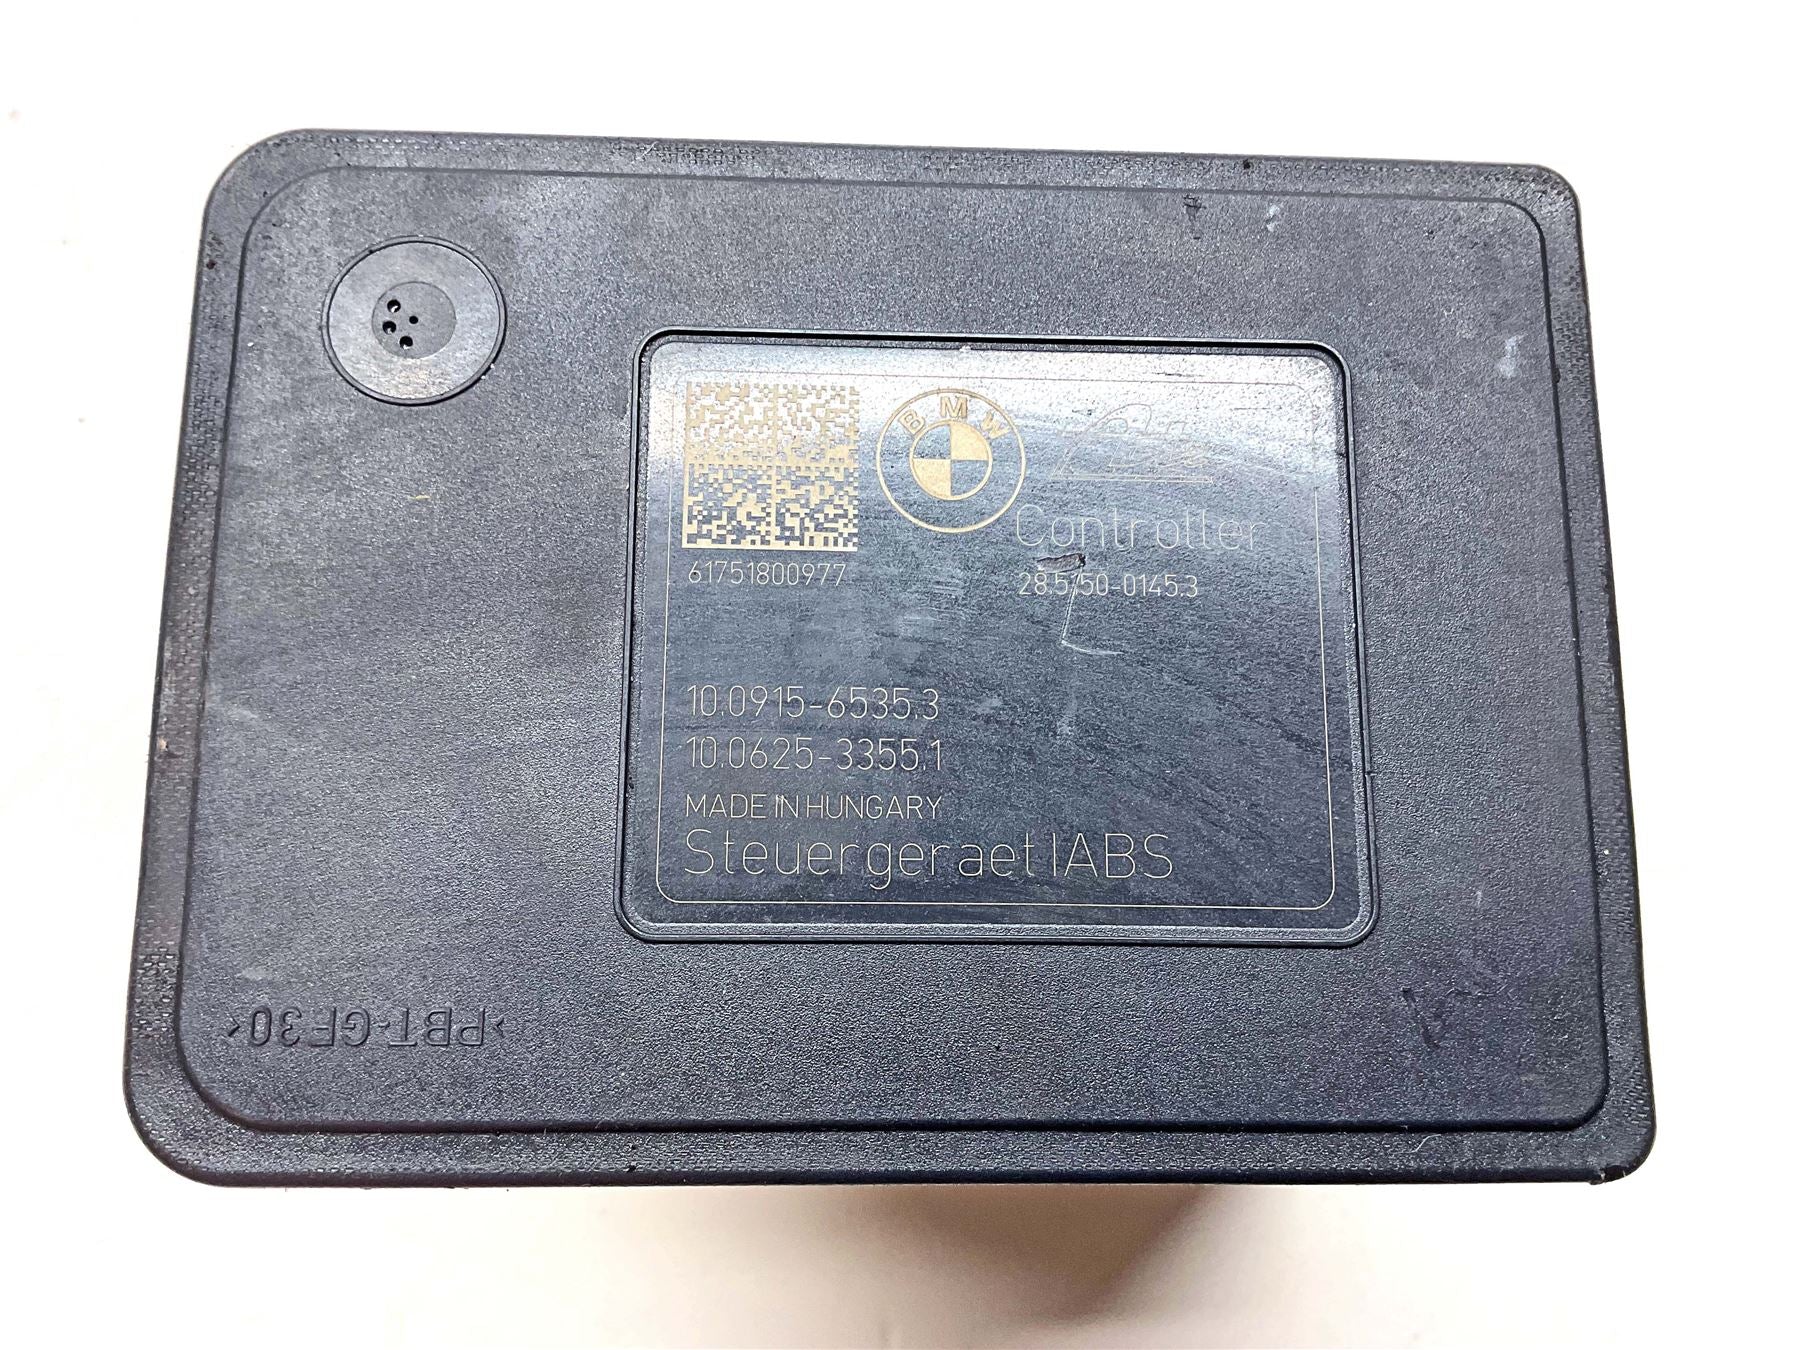 BMW
Controller
61751800977
28.5150-0145.3
10.0915-6535.3
10.0625-3355.1
MADE IN HUNGARY
Steuergeraet IABS
>PBT-GF30<